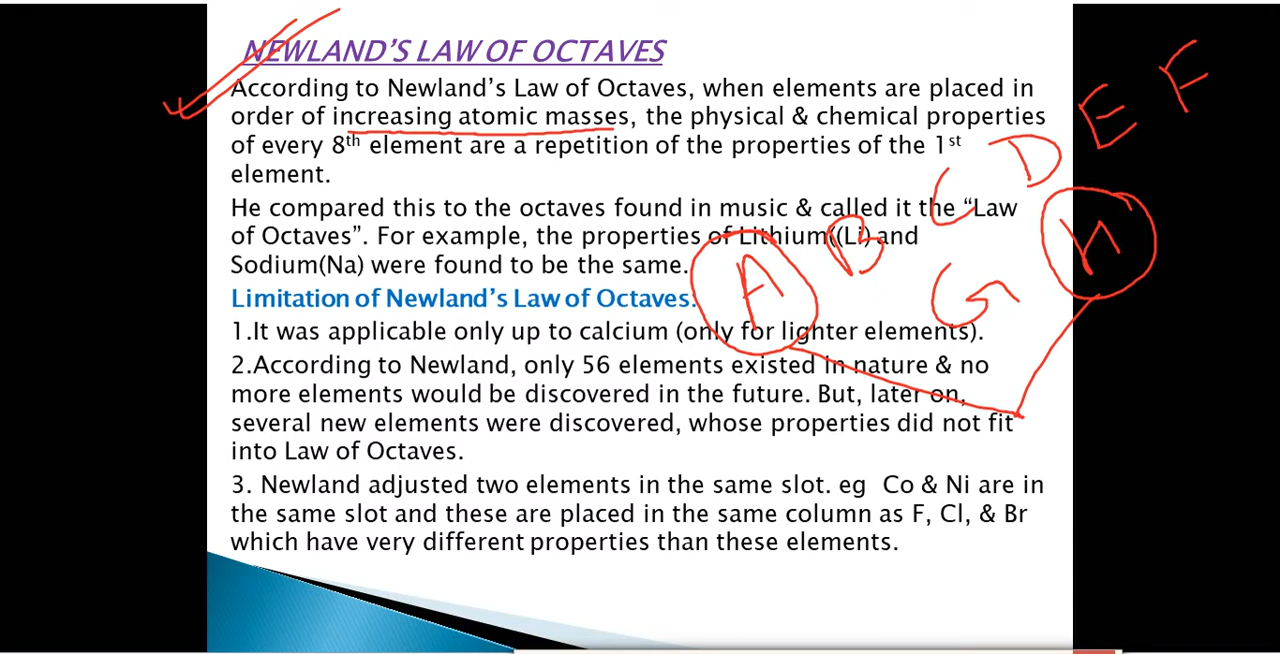 NEWLAND'S LAW OF OCTAVES
According to Newland's Law of Octaves, when elements are placed in
order of increasing atomic masses, the physical & chemical properties
of every 8th element are a repetition of the properties of the 1st
element.
He compared this to the octaves found in music & called it the “Law
of Octaves”. For example, the properties of Lithium((Li) and
Sodium(Na) were found to be the same.
Limitation of Newland's Law of Octaves.
1.It was applicable only up to calcium (only for lighter elements).
2.According to Newland, only 56 elements existed in nature & no
more elements would be discovered in the future. But, later on,
several new elements were discovered, whose properties did not fit
into Law of Octaves.
3. Newland adjusted two elements in the same slot. eg Co & Ni are in
the same slot and these are placed in the same column as F, Cl, & Br
which have very different properties than these elements.
A B C D E F
G